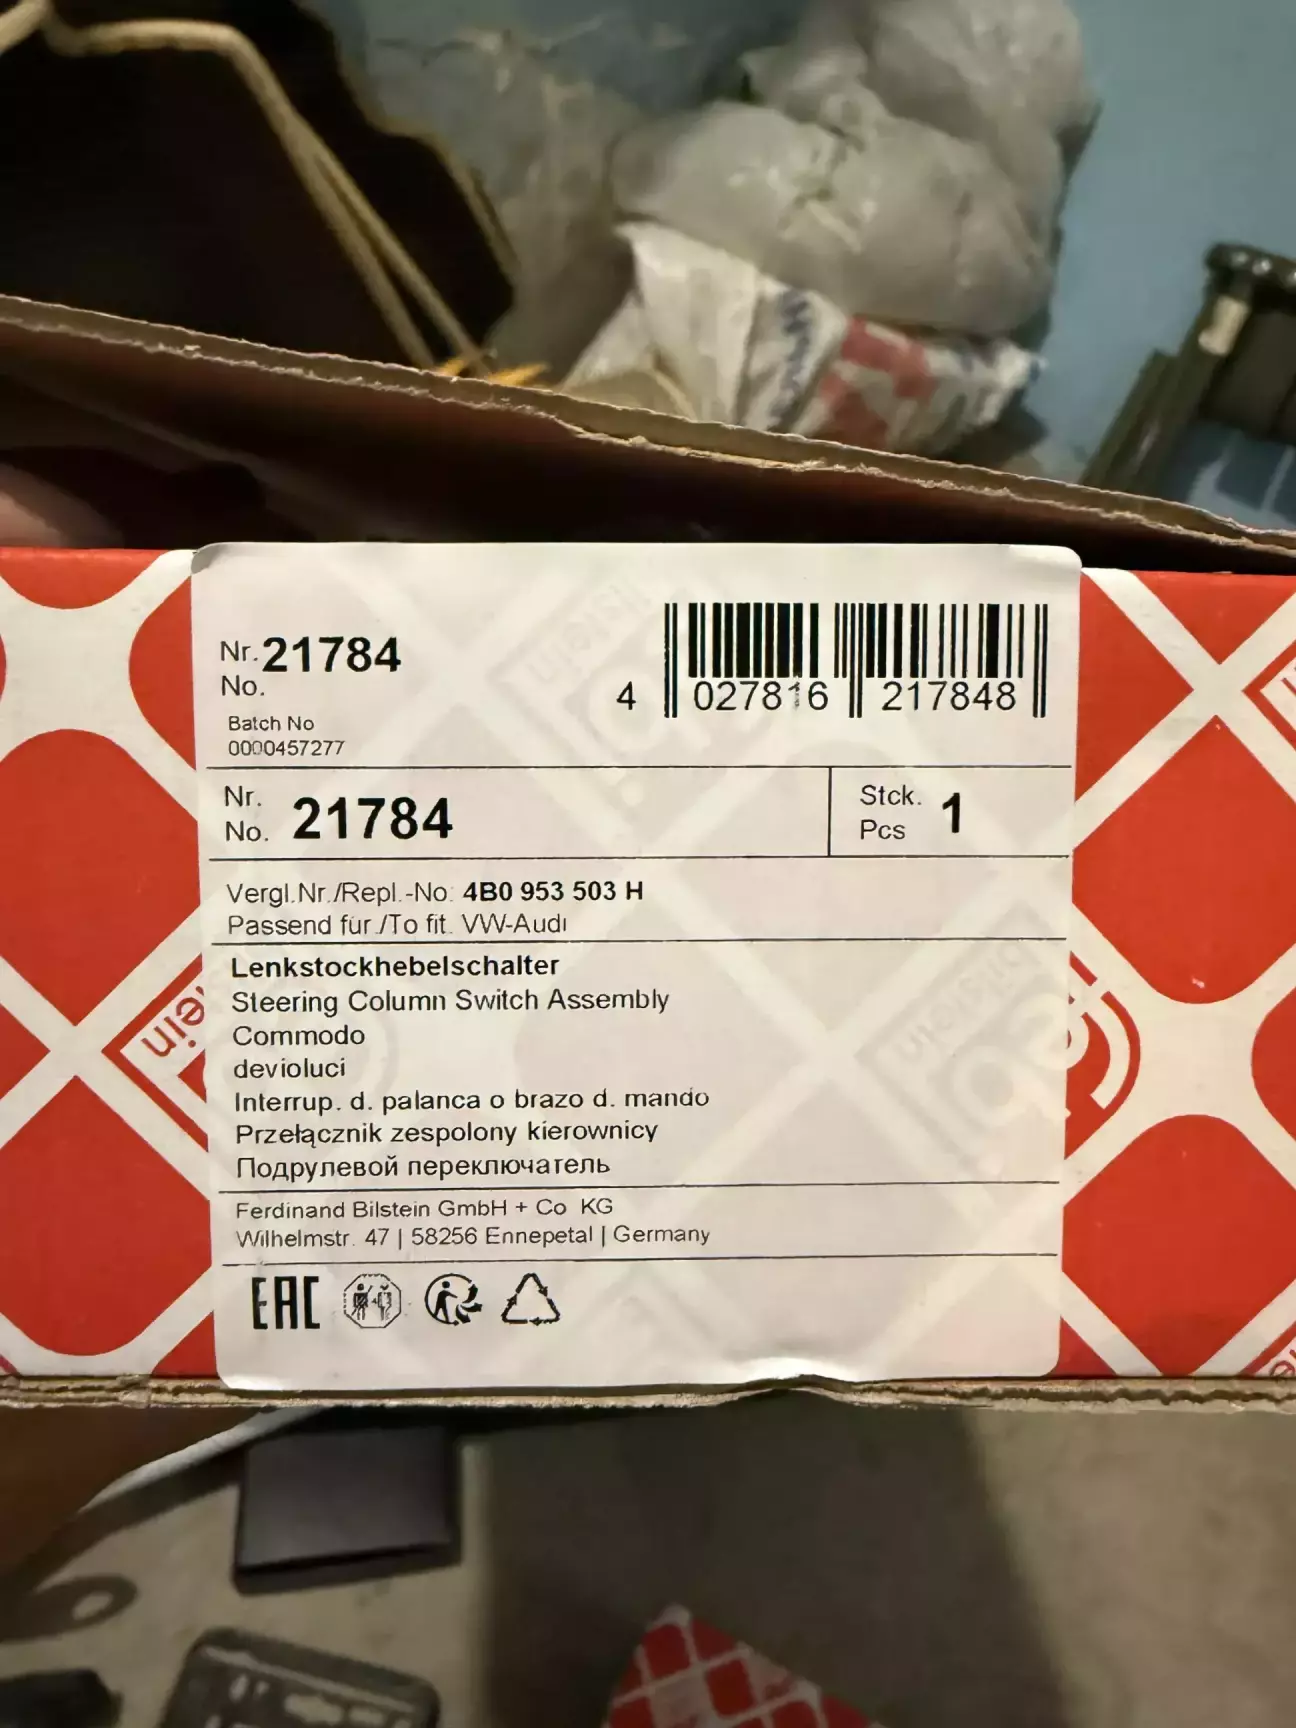 Nr. 21784
No.
Batch No
0000457277
4 027816 217848
Nr.
No. 21784
Stck.
Pcs 1
Vergl.Nr./Repl.-No: 4B0 953 503 H
Passend für./To fit. VW-Audi
Lenkstockhebelschalter
Steering Column Switch Assembly
Commodo
devioluci
Interrup. d. palanca o brazo d. mando
Przełącznik zespolony kierownicy
Подрулевой переключатель
Ferdinand Bilstein GmbH + Co KG
Wilhelmstr. 47 | 58256 Ennepetal | Germany
EAC